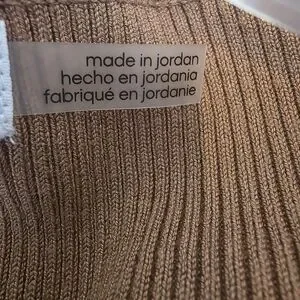 made in jordan
hecho en jordania
fabriqué en jordanie